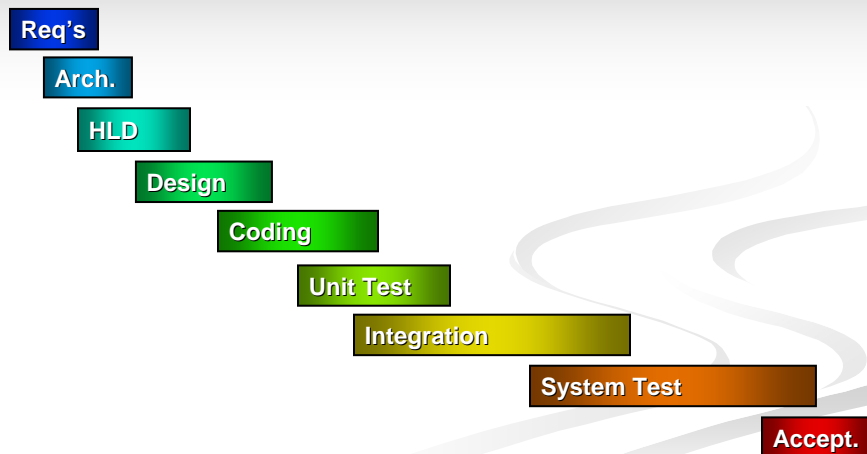 Req's
Arch.
HLD
Design
Coding
Unit Test
Integration
System Test
Accept.